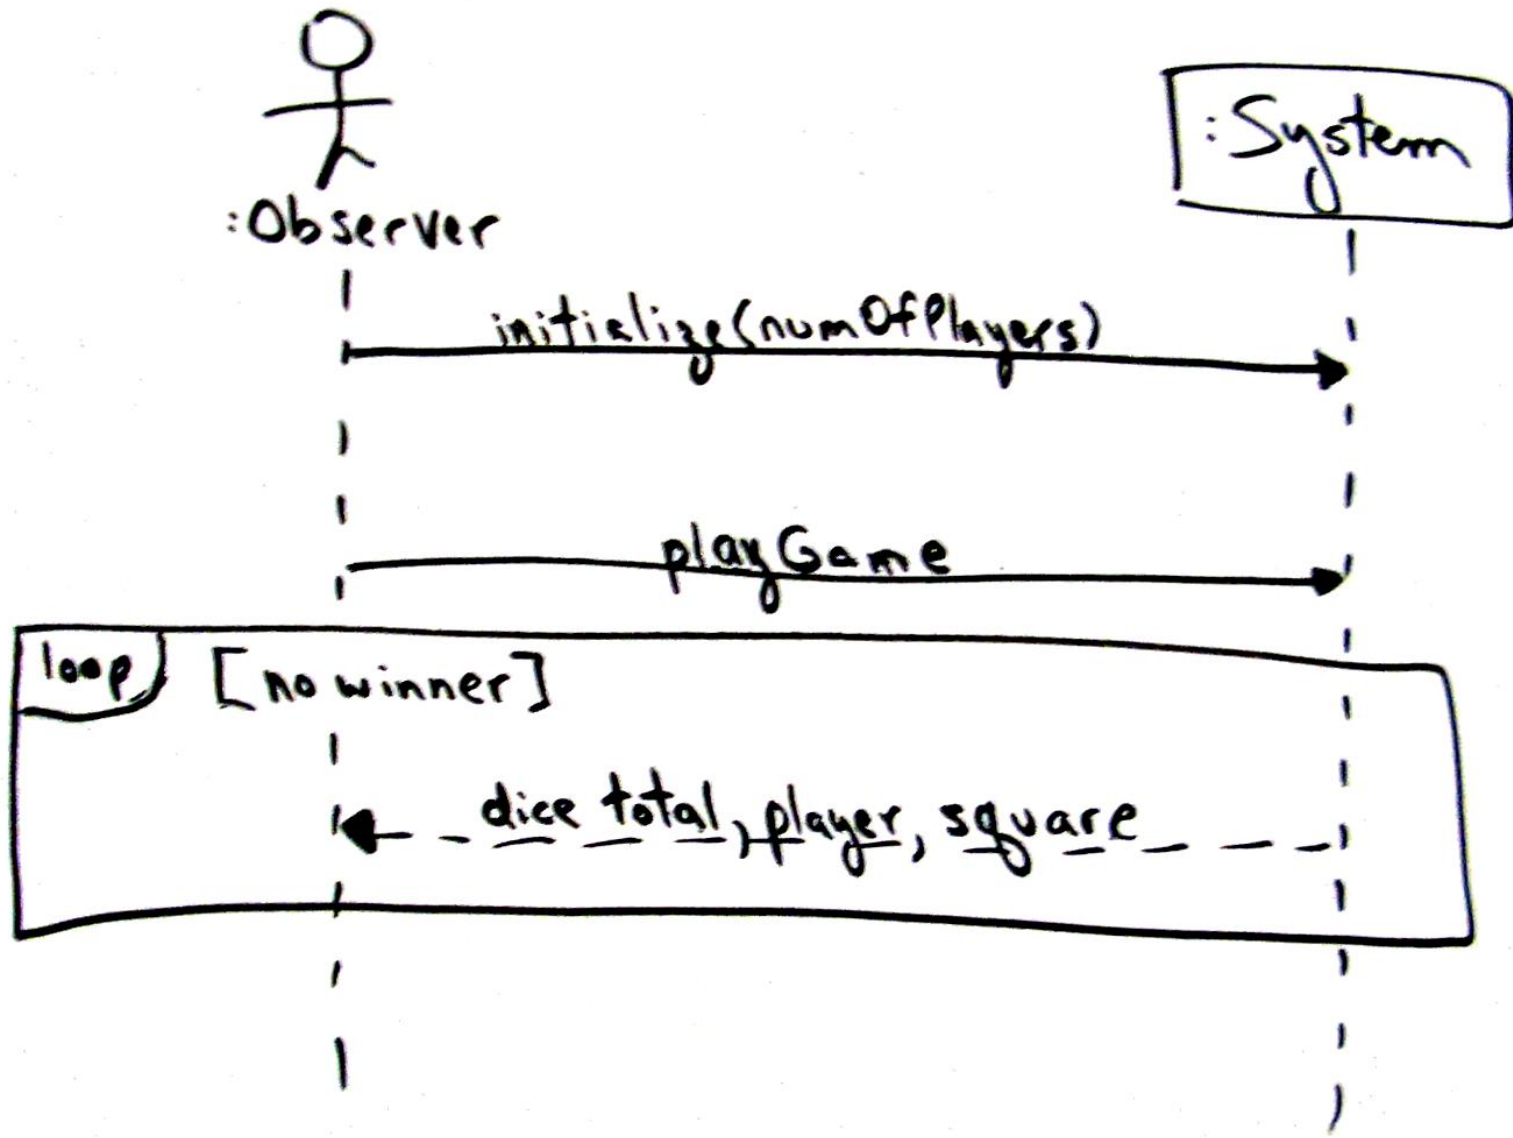 :System
:Observer
initialize(numOfPlayers)
playGame
loop [no winner]
dice total, player, square